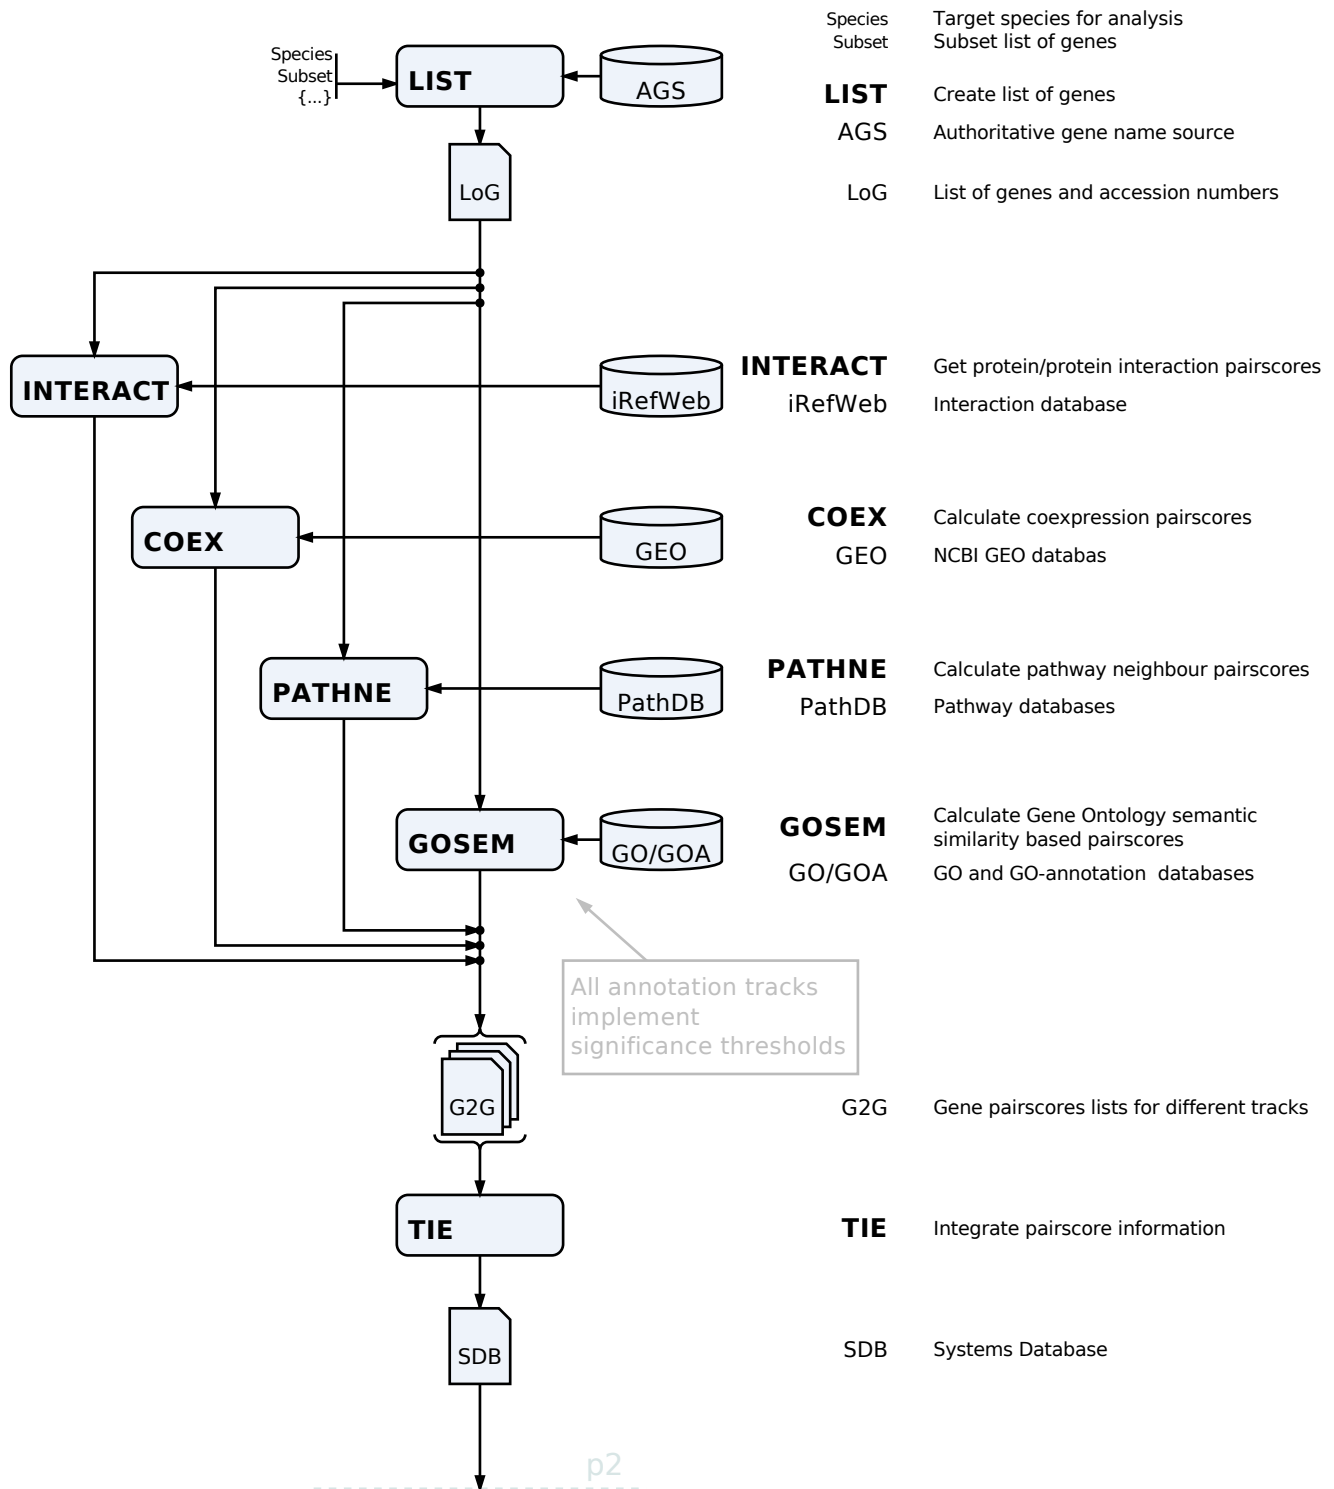 Species Target species for analysis
Subset Subset list of genes
Species
Subset
{...}
LIST
AGS
LIST Create list of genes
AGS Authoritative gene name source
LoG
LoG List of genes and accession numbers
INTERACT
iRefWeb
INTERACT Get protein/protein interaction pairscores
iRefWeb Interaction database
COEX
GEO
COEX Calculate coexpression pairscores
GEO NCBI GEO databas
PATHNE
PathDB
PATHNE Calculate pathway neighbour pairscores
PathDB Pathway databases
GOSEM
GO/GOA
GOSEM Calculate Gene Ontology semantic
similarity based pairscores
GO/GOA GO and GO-annotation databases
All annotation tracks
implement
significance thresholds
G2G
G2G Gene pairscores lists for different tracks
TIE
TIE Integrate pairscore information
SDB
SDB Systems Database
p2